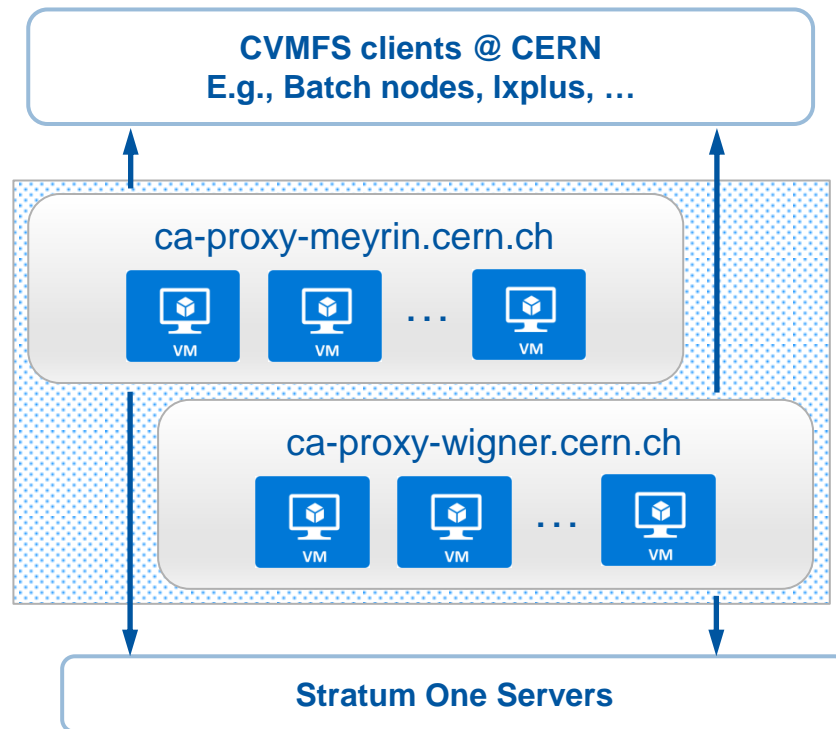 CVMFS clients @ CERN
E.g., Batch nodes, lxplus, …
ca-proxy-meyrin.cern.ch
VM VM ... VM
ca-proxy-wigner.cern.ch
VM VM ... VM
Stratum One Servers